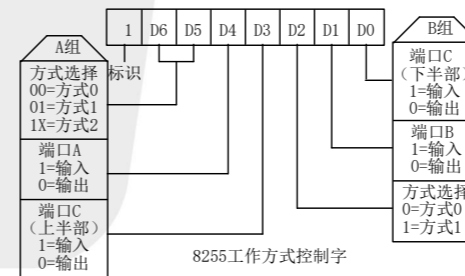 1 D6 D5 D4 D3 D2 D1 D0
标识
A组
方式选择
00=方式0
01=方式1
1X=方式2
端口A
1=输入
0=输出
端口C
（上半部）
1=输入
0=输出
B组
端口C
（下半部）
1=输入
0=输出
端口B
1=输入
0=输出
方式选择
0=方式0
1=方式1
8255工作方式控制字